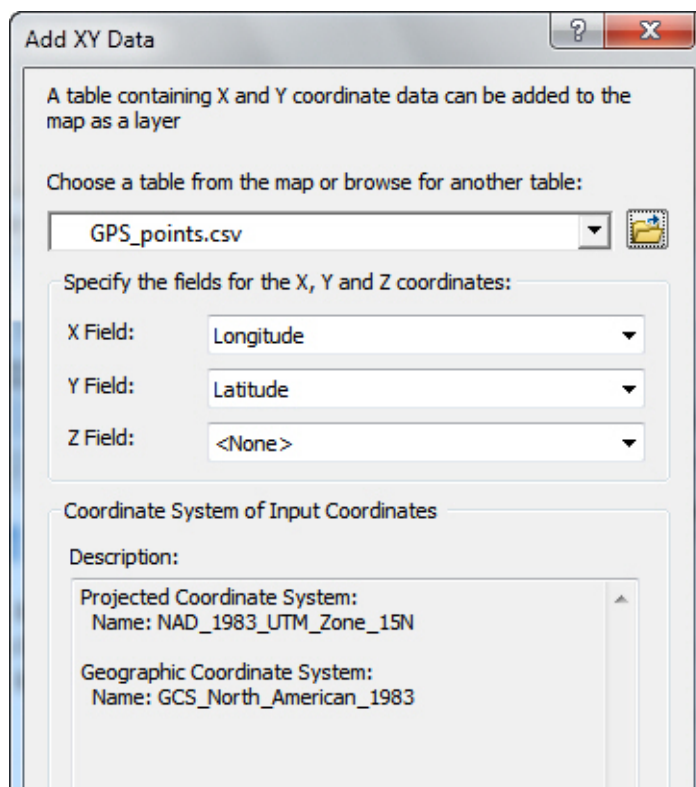 Add XY Data
?
A table containing X and Y coordinate data can be added to the
map as a layer
Choose a table from the map or browse for another table:
GPS_points.csv
Specify the fields for the X, Y and Z coordinates:
X Field:
Longitude
Y Field:
Latitude
Z Field:
<None>
Coordinate System of Input Coordinates
Description:
Projected Coordinate System:
Name: NAD_1983_UTM_Zone_15N
Geographic Coordinate System:
Name: GCS_North_American_1983